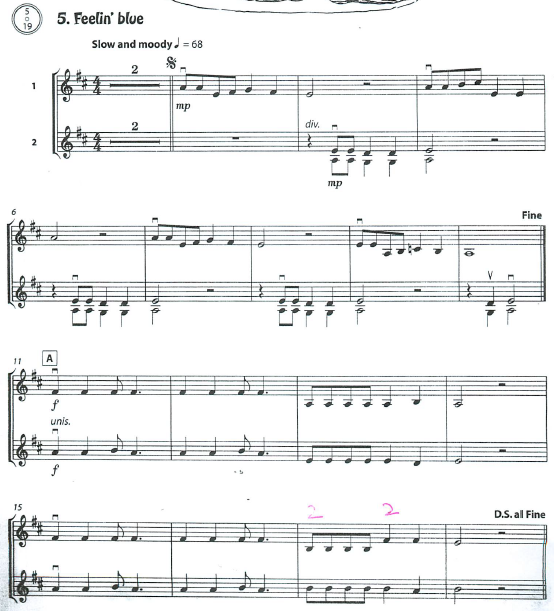 5
19
5. Feelin' blue
Slow and moody ♩ = 68
1
2
mp
2
2
div.
mp
6
Fine
11
A
f
unis.
f
15
2
2
D.S. al Fine